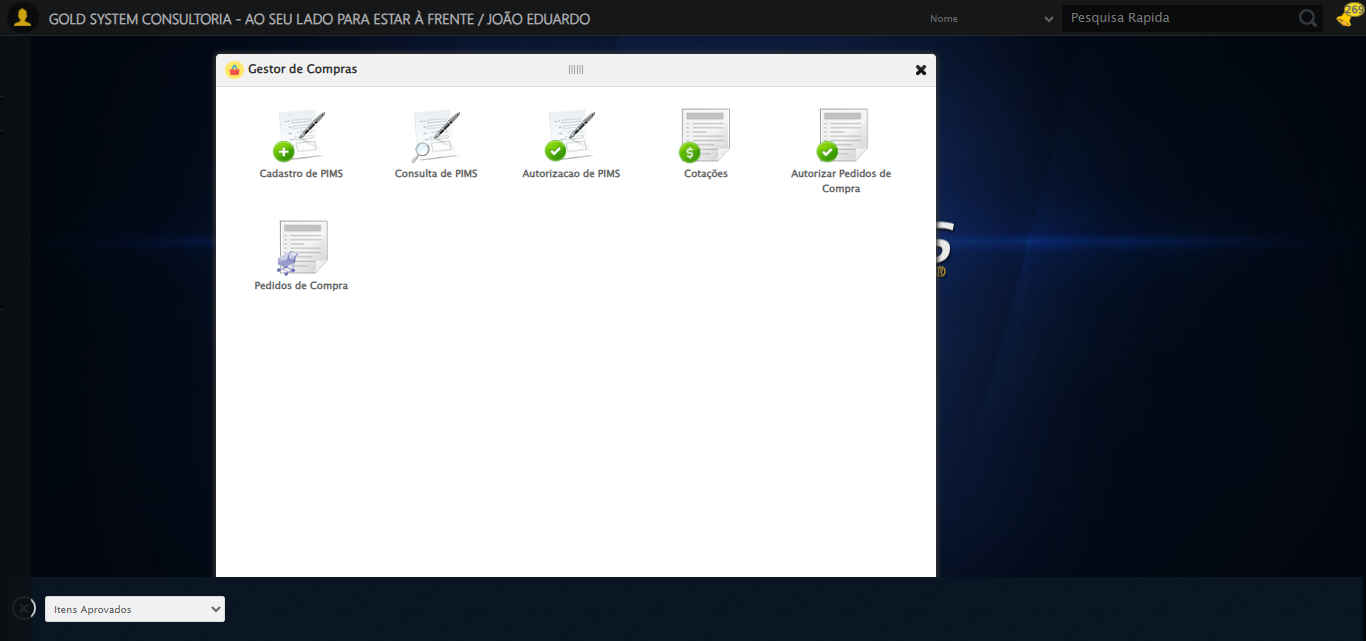 GOLD SYSTEM CONSULTORIA - AO SEU LADO PARA ESTAR À FRENTE / JOÃO EDUARDO
Nome
Pesquisa Rapida
269
Gestor de Compras
Cadastro de PIMS
Consulta de PIMS
Autorizacao de PIMS
Cotações
Autorizar Pedidos de
Compra
Pedidos de Compra
Itens Aprovados